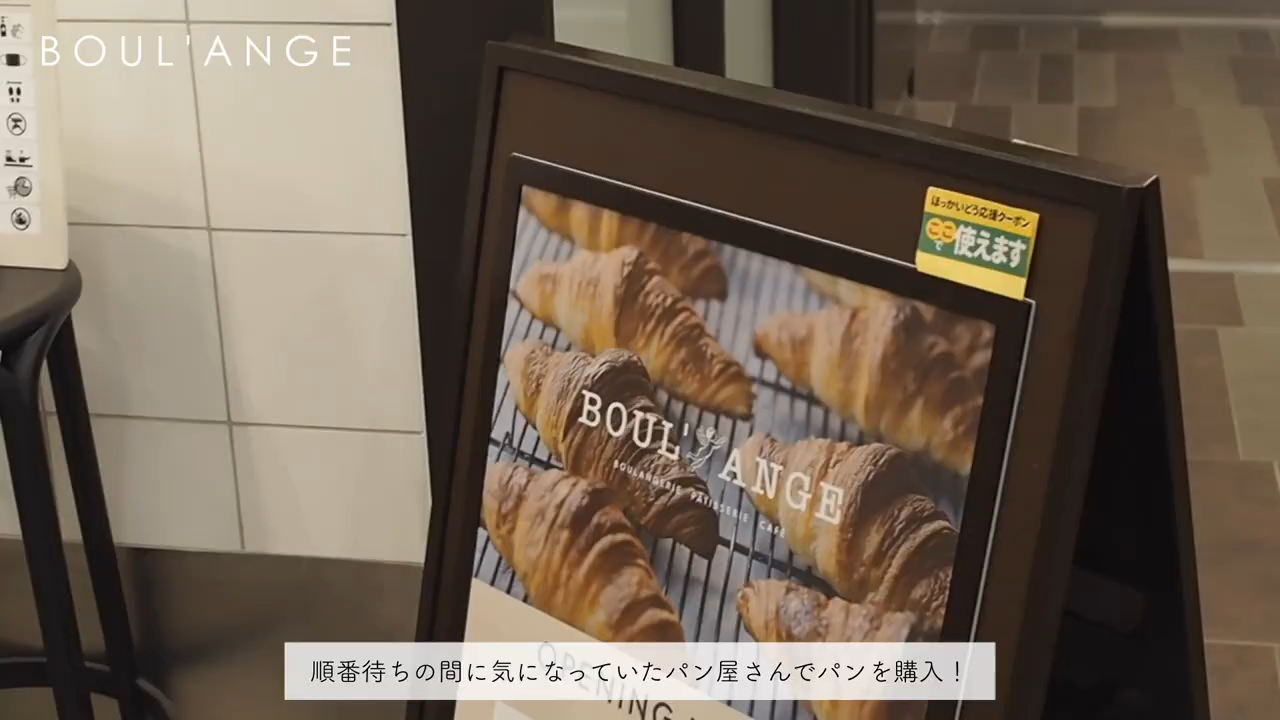 BOUL'ANGE
ほっかいどう応援クーポン
ここで使えます
BOUL'ANGE
BOULANGERIE PATISSERIE CAFE
OPENING
順番待ちの間に気になっていたパン屋さんでパンを購入！